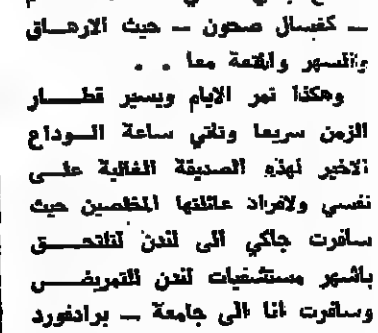 – كغسال صحون – حيث الارهاق
والسهر والمتعة معا . .
وهكذا تمر الايام ويسير قطار
الزمن سريعا وتاتي ساعة الوداع
الاخير لهذه الصديقة الغالية على
نفسي ولافراد عائلتها المخلصين حيث
سافرت جاكي الى لندن لتلتحق
باشهر مستشفيات لندن للتمريض
وسافرت انا الى جامعة – برادفورد